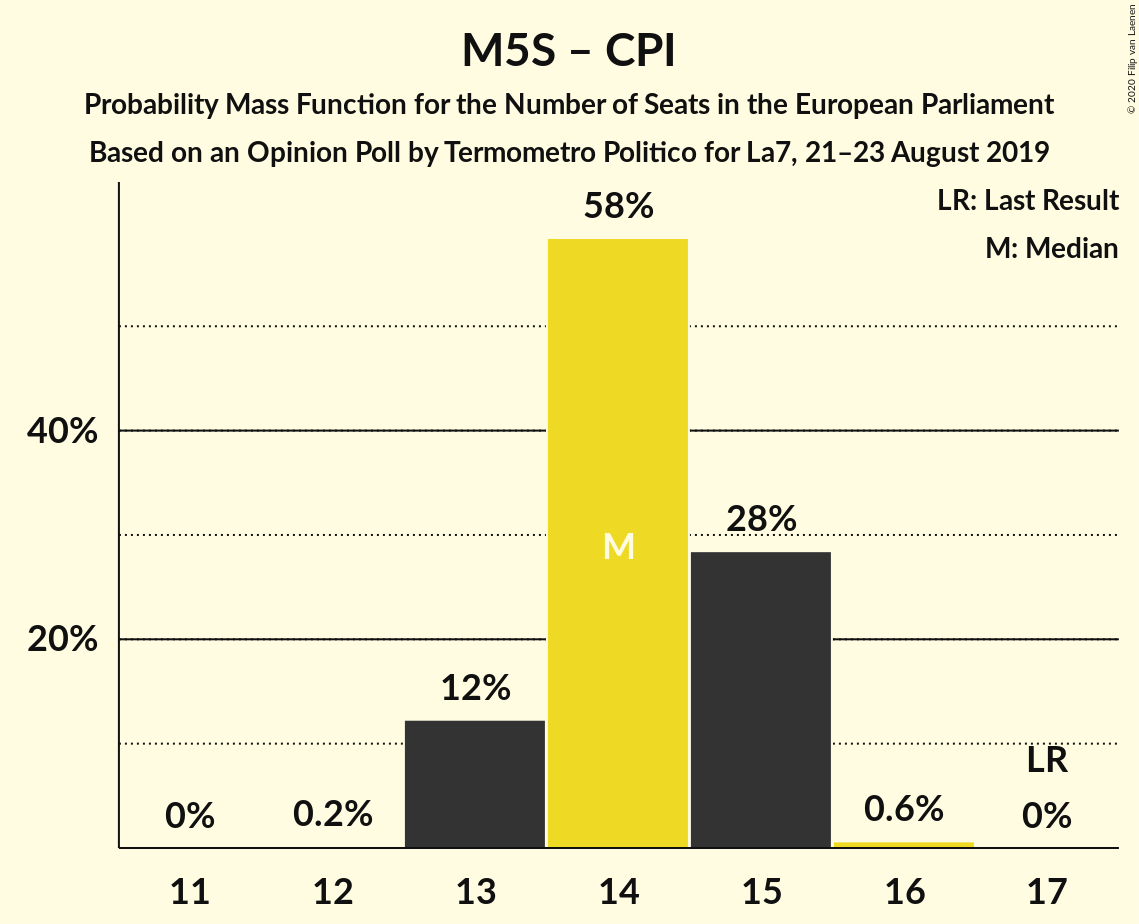 M5S – CPI
Probability Mass Function for the Number of Seats in the European Parliament
Based on an Opinion Poll by Termometro Politico for La7, 21–23 August 2019
© 2020 Filip van Laenen
LR: Last Result
M: Median
58%
40%
M
28%
20%
12%
LR
0%
0.2%
0.6%
0%
11 12 13 14 15 16 17